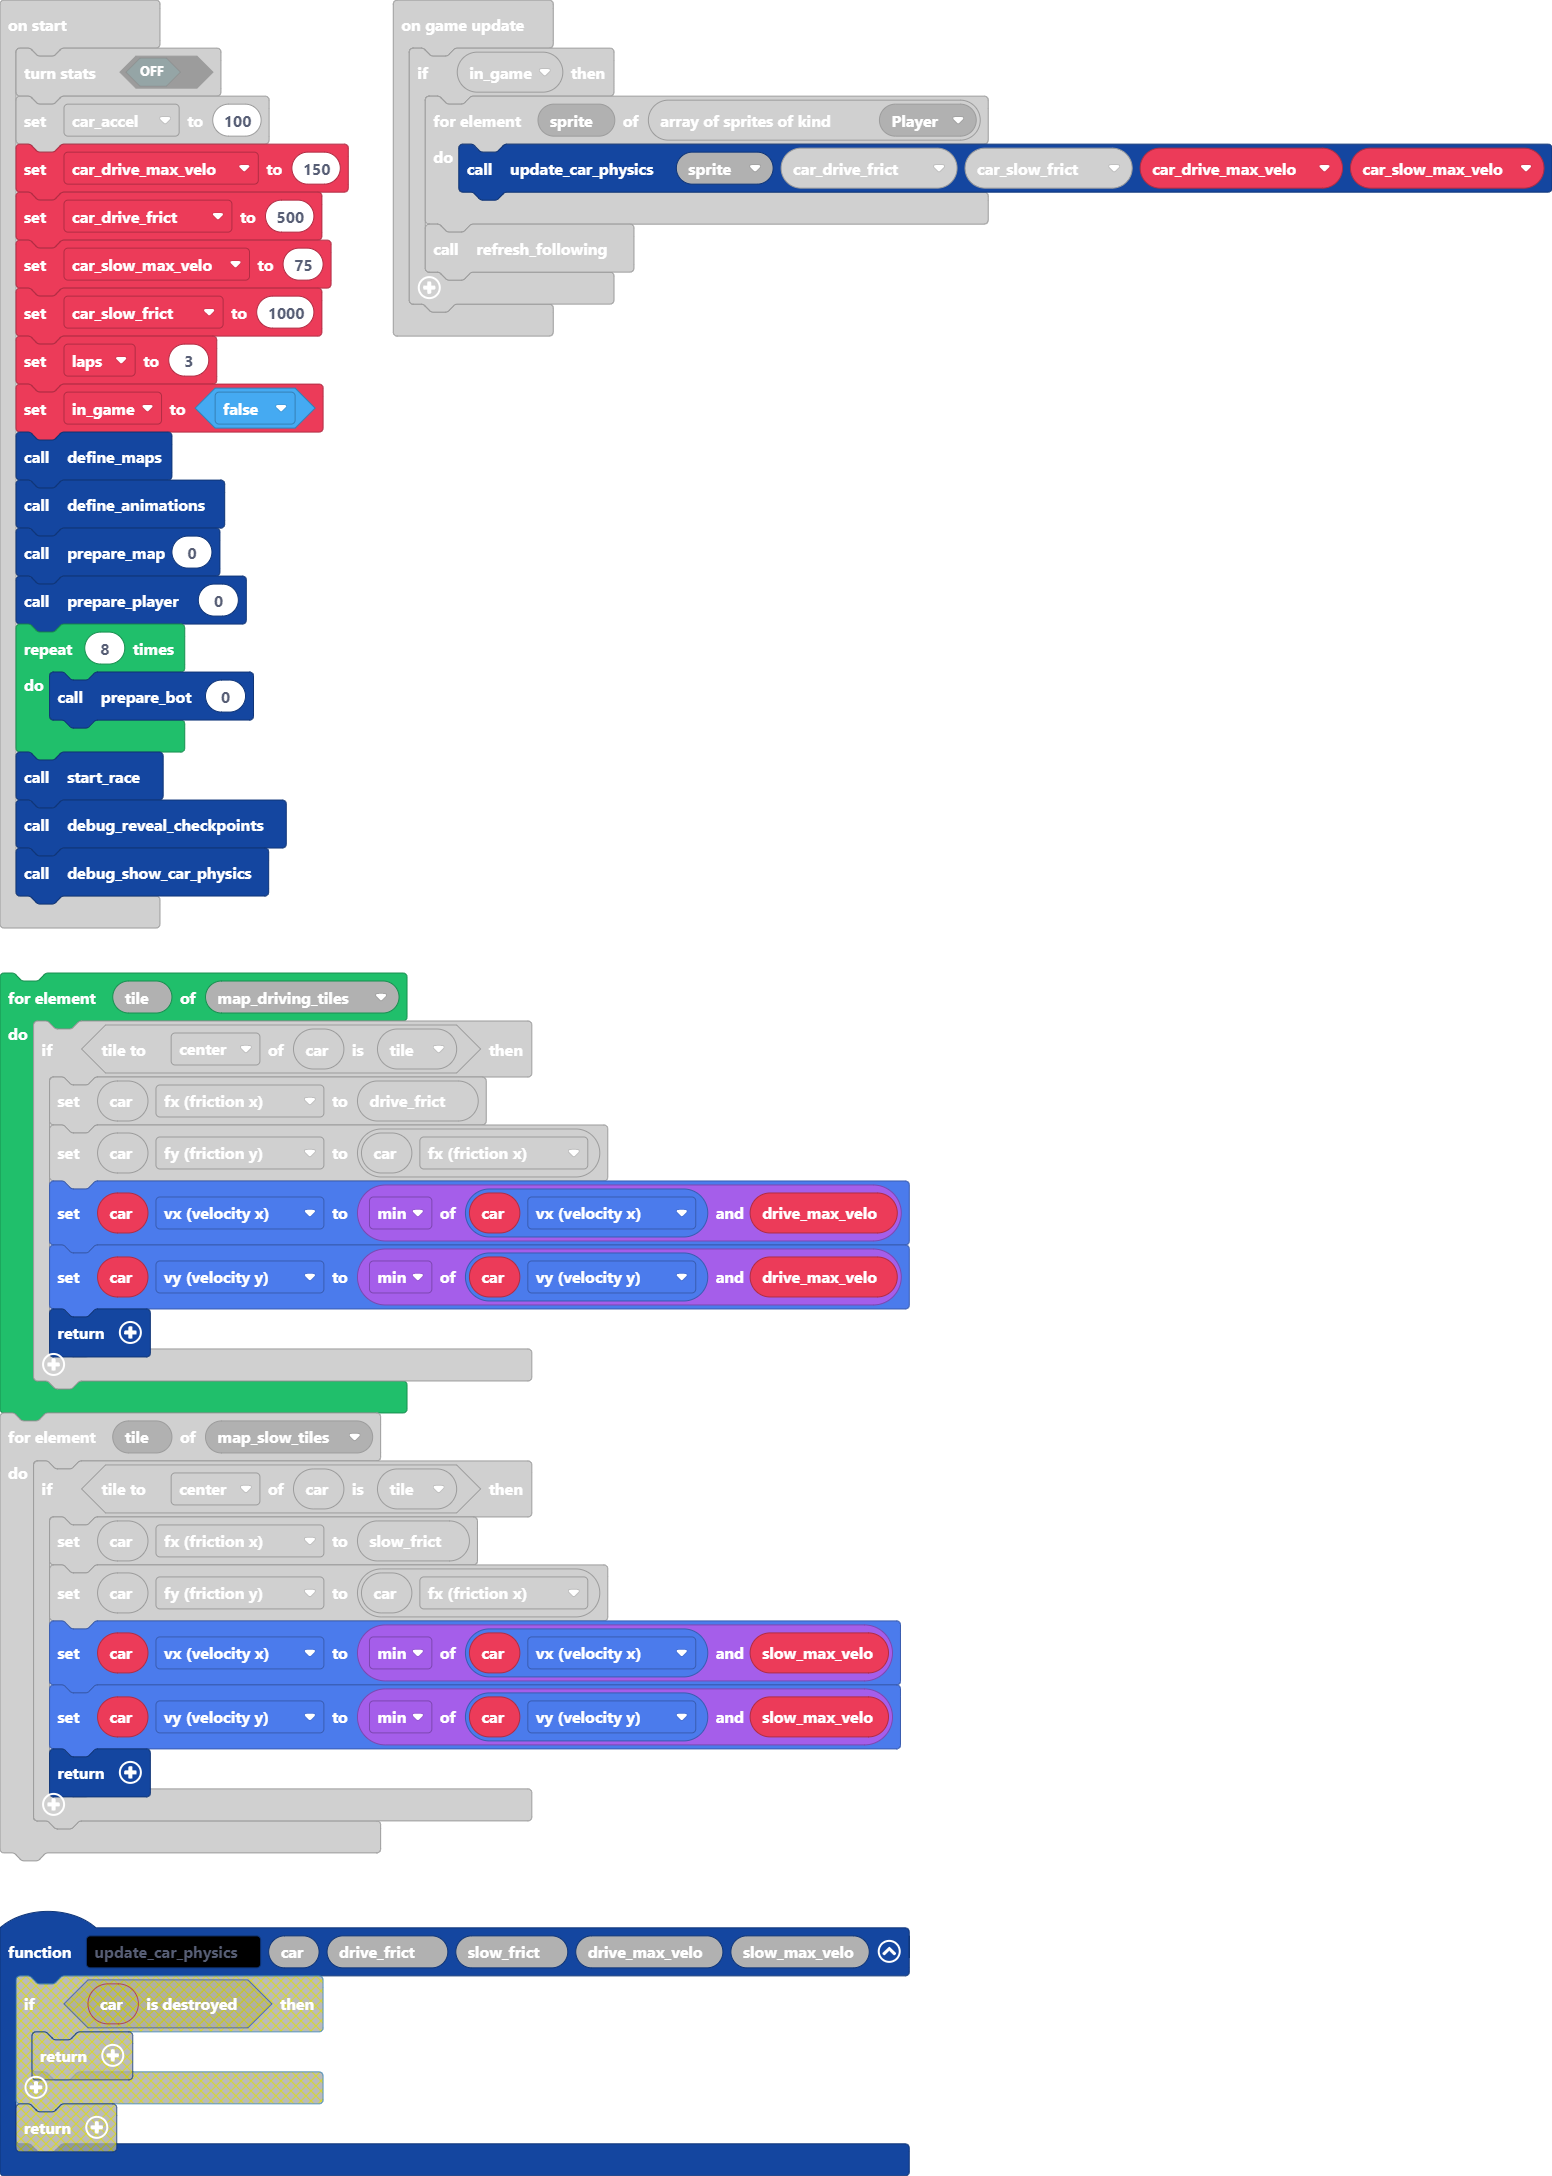 on start
turn stats OFF
set car_accel to 100
set car_drive_max_velo to 150
set car_drive_frict to 500
set car_slow_max_velo to 75
set car_slow_frict to 1000
set laps to 3
set in_game to false
call define_maps
call define_animations
call prepare_map 0
call prepare_player 0
repeat 8 times
do call prepare_bot 0
call start_race
call debug_reveal_checkpoints
call debug_show_car_physics
on game update
if in_game then
for element sprite of array of sprites of kind Player
do call update_car_physics sprite car_drive_frict car_slow_frict car_drive_max_velo car_slow_max_velo
call refresh_following
for element tile of map_driving_tiles
do if tile to center of car is tile then
set car fx (friction x) to drive_frict
set car fy (friction y) to car fx (friction x)
set car vx (velocity x) to min of car vx (velocity x) and drive_max_velo
set car vy (velocity y) to min of car vy (velocity y) and drive_max_velo
return
for element tile of map_slow_tiles
do if tile to center of car is tile then
set car fx (friction x) to slow_frict
set car fy (friction y) to car fx (friction x)
set car vx (velocity x) to min of car vx (velocity x) and slow_max_velo
set car vy (velocity y) to min of car vy (velocity y) and slow_max_velo
return
function update_car_physics car drive_frict slow_frict drive_max_velo slow_max_velo
if car is destroyed then
return
return